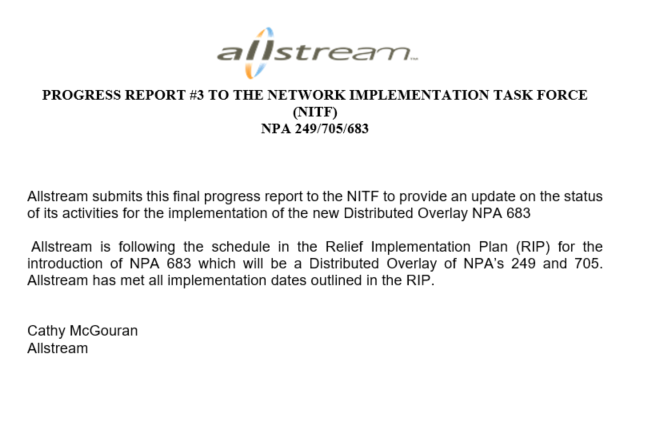 allstream
PROGRESS REPORT #3 TO THE NETWORK IMPLEMENTATION TASK FORCE
(NITF)
NPA 249/705/683
Allstream submits this final progress report to the NITF to provide an update on the status
of its activities for the implementation of the new Distributed Overlay NPA 683
Allstream is following the schedule in the Relief Implementation Plan (RIP) for the
introduction of NPA 683 which will be a Distributed Overlay of NPA's 249 and 705.
Allstream has met all implementation dates outlined in the RIP.
Cathy McGouran
Allstream